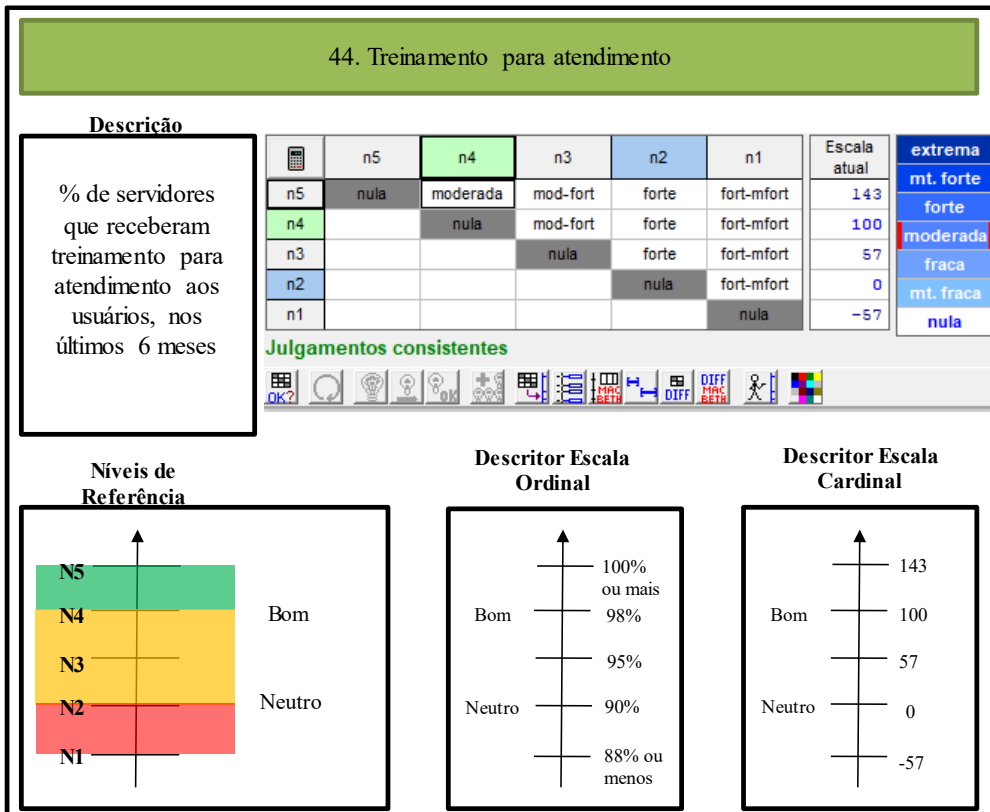 44. Treinamento para atendimento
Descrição
% de servidores
que receberam
treinamento para
atendimento aos
usuários, nos
últimos 6 meses
n5 n4 n3 n2 n1
Escala
atual
n5 nula moderada mod-fort forte fort-mfort 143
n4 nula mod-fort forte fort-mfort 100
n3 nula forte fort-mfort 57
n2 nula fort-mfort 0
n1 nula -57
extrema
mt. forte
forte
moderada
fraca
mt. fraca
nula
Julgamentos consistentes
OK?
OK
MAC
BETH
DIFF
DIFF
MAC
BETH
Níveis de
Referência
N5
N4 Bom
N3
N2 Neutro
N1
Descritor Escala
Ordinal
100%
ou mais
Bom 98%
95%
Neutro 90%
88% ou
menos
Descritor Escala
Cardinal
143
Bom 100
57
Neutro 0
-57